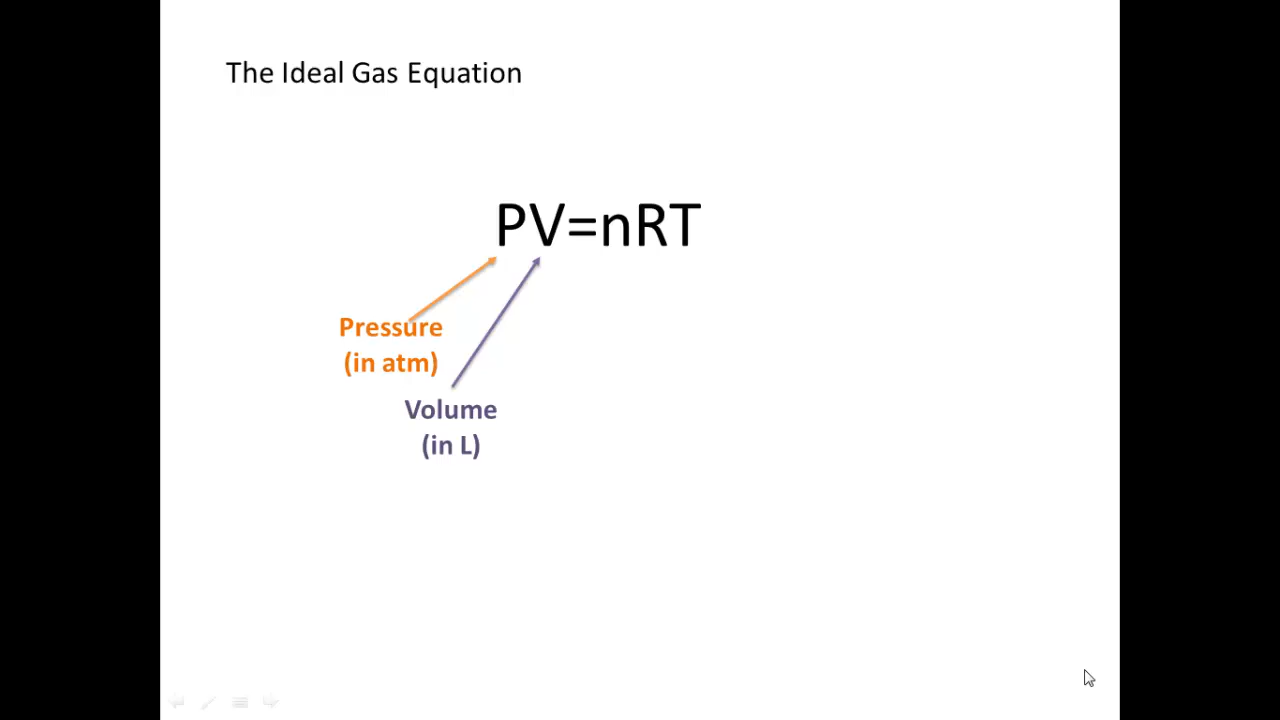 The Ideal Gas Equation
PV=nRT
Pressure
(in atm)
Volume
(in L)